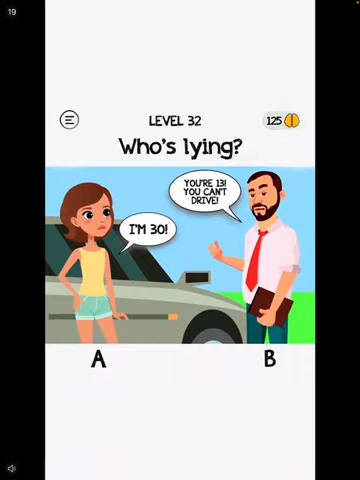 19
LEVEL 32
125
Who's lying?
YOU'RE 13!
YOU CAN'T
DRIVE!
I'M 30!
A
B